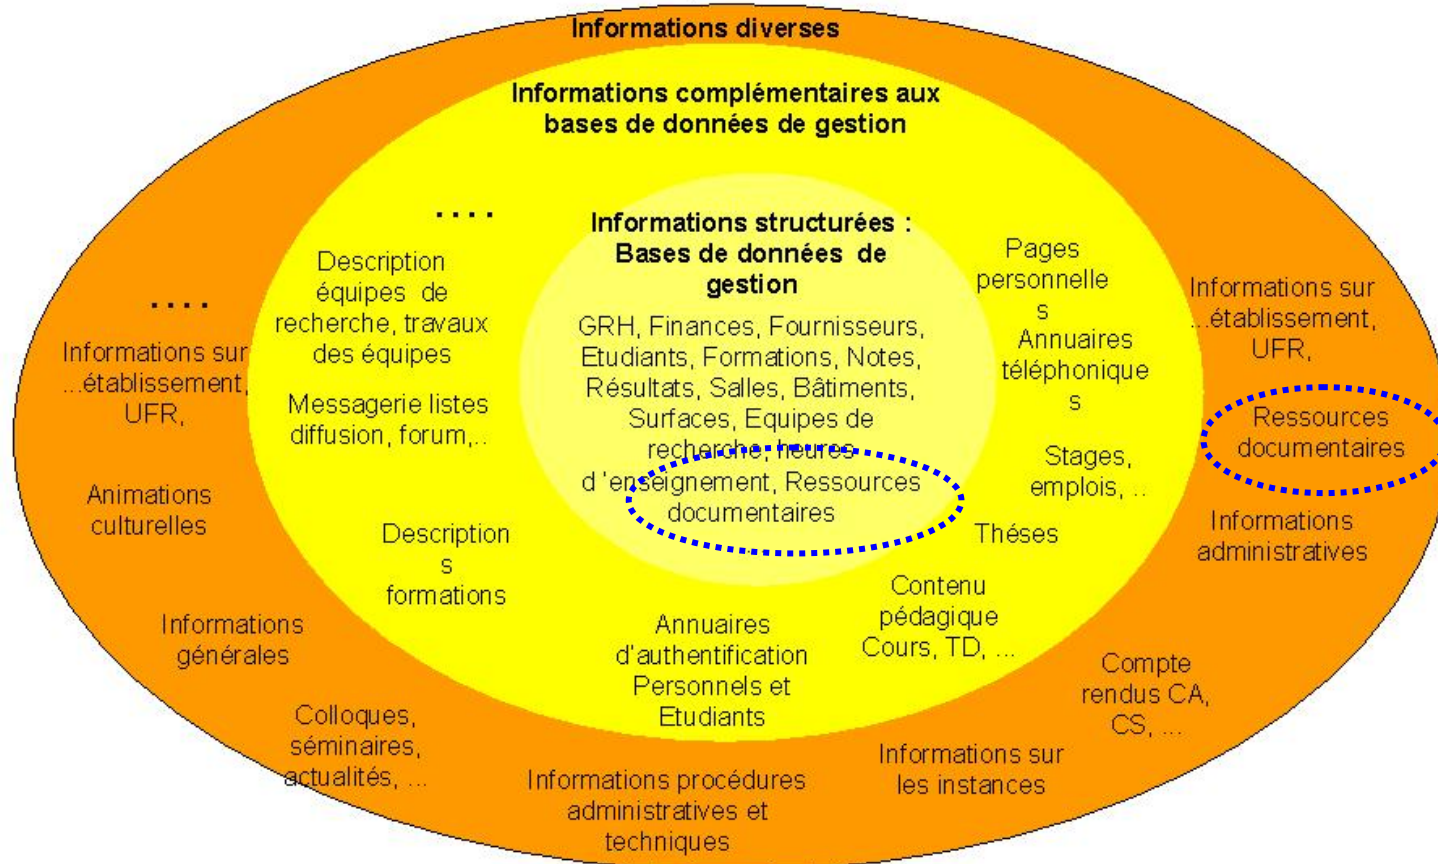 Informations diverses
Informations complémentaires aux
bases de données de gestion
....
Informations structurées :
Bases de données de
gestion
GRH, Finances, Fournisseurs,
Etudiants, Formations, Notes,
Résultats, Salles, Bâtiments,
Surfaces, Equipes de
recherche, heures
d 'enseignement, Ressources
documentaires
Description
équipes de
recherche, travaux
des équipes
Messagerie listes
diffusion, forum,..
Description
s
formations
Annuaires
d'authentification
Personnels et
Etudiants
Pages
personnelle
s
Annuaires
téléphonique
s
Stages,
emplois, ..
Théses
Contenu
pédagique
Cours, TD, ...
....
Informations sur
...établissement,
UFR,
Animations
culturelles
Informations
générales
Colloques,
séminaires,
actualités, ...
Informations procédures
administratives et
techniques
Informations sur
les instances
Compte
rendus CA,
CS, ...
Informations sur
...établissement,
UFR,
Ressources
documentaires
Informations
administratives